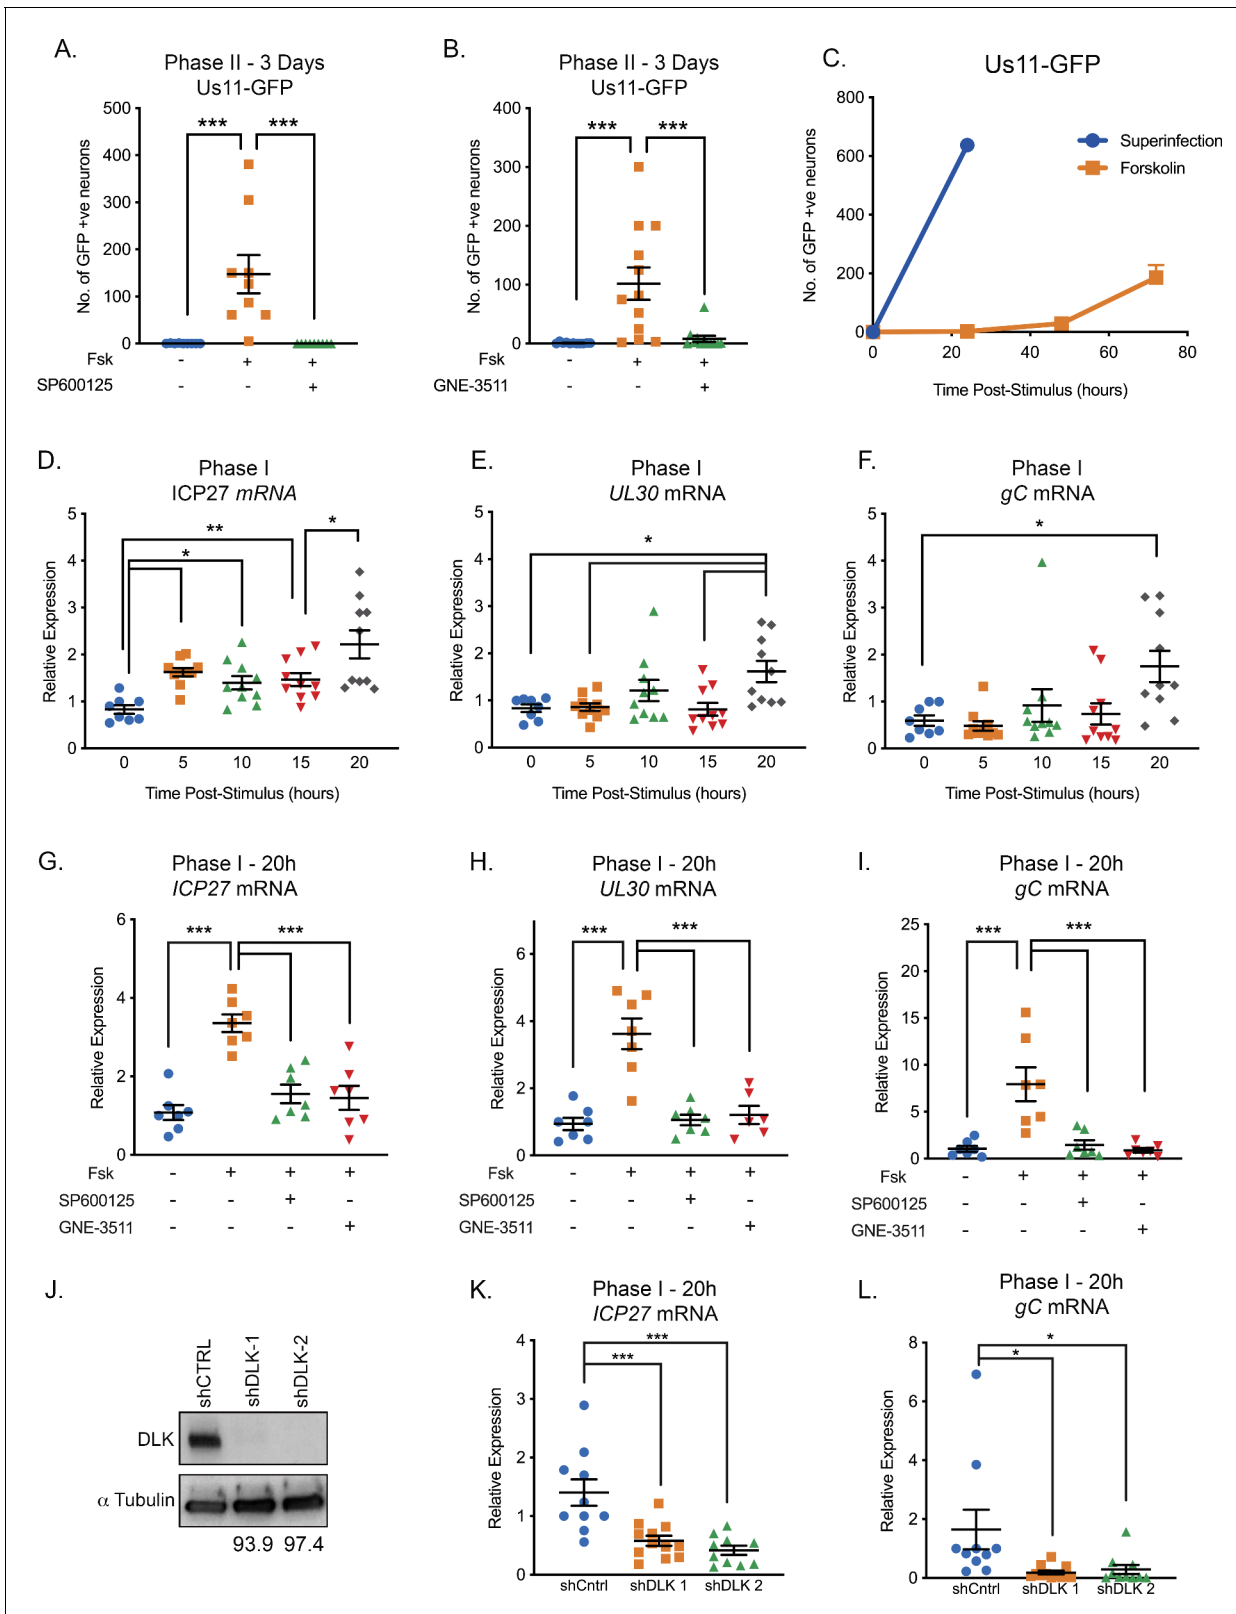 A.
Phase II - 3 Days
Us11-GFP
No. of GFP +ve neurons
500
400
300
200
100
0
*** ***
Fsk - + +
SP600125 - - +
B.
Phase II - 3 Days
Us11-GFP
No. of GFP +ve neurons
400
300
200
100
0
*** ***
Fsk - + +
GNE-3511 - - +
C.
Us11-GFP
No. of GFP +ve neurons
800
600
400
200
0
Superinfection
Forskolin
0 20 40 60 80
Time Post-Stimulus (hours)
D.
Phase I
ICP27 mRNA
Relative Expression
5
4
3
2
1
0
** * *
0 5 10 15 20
Time Post-Stimulus (hours)
E.
Phase I
UL30 mRNA
Relative Expression
5
4
3
2
1
0
*
0 5 10 15 20
Time Post-Stimulus (hours)
F.
Phase I
gC mRNA
Relative Expression
5
4
3
2
1
0
*
0 5 10 15 20
Time Post-Stimulus (hours)
G.
Phase I - 20h
ICP27 mRNA
Relative Expression
6
4
2
0
*** ***
Fsk - + + +
SP600125 - - + -
GNE-3511 - - - +
H.
Phase I - 20h
UL30 mRNA
Relative Expression
6
4
2
0
*** ***
Fsk - + + +
SP600125 - - + -
GNE-3511 - - - +
I.
Phase I - 20h
gC mRNA
Relative Expression
25
20
15
10
5
0
*** ***
Fsk - + + +
SP600125 - - + -
GNE-3511 - - - +
J.
shCTRL
shDLK-1
shDLK-2
DLK
α Tubulin
93.9 97.4
K.
Phase I - 20h
ICP27 mRNA
Relative Expression
4
3
2
1
0
***
***
shCntrl shDLK 1 shDLK 2
L.
Phase I - 20h
gC mRNA
Relative Expression
8
6
4
2
0
*
*
shCntrl shDLK 1 shDLK 2